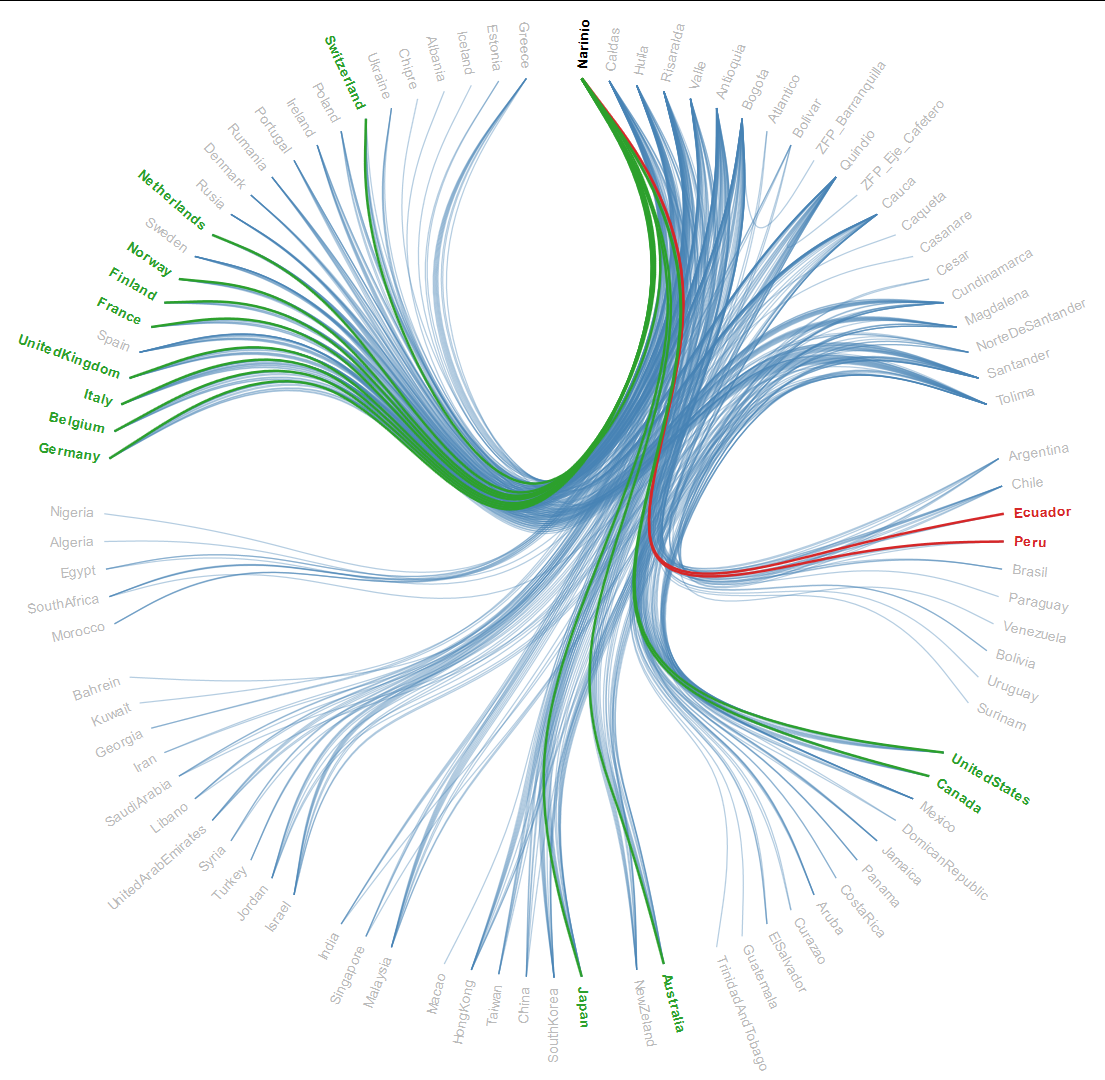 Narinio
Caldas
Huila
Risaralda
Valle
Antioquia
Bogota
Atlantico
Bolivar
ZFP_Barranquilla
Quindio
ZFP_Eje_Cafetero
Cauca
Caqueta
Casanare
Cesar
Cundinamarca
Magdalena
NorteDeSantander
Santander
Tolima
Argentina
Chile
Ecuador
Peru
Brasil
Paraguay
Venezuela
Bolivia
Uruguay
Surinam
UnitedStates
Canada
Mexico
DomicanRepublic
Jamaica
Panama
CostaRica
Aruba
Curazao
ElSalvador
Guatemala
TrinidadAndTobago
Australia
NewZeland
Japan
SouthKorea
China
Taiwan
HongKong
Macao
Malaysia
Singapore
India
Israel
Jordan
Turkey
Syria
UnitedArabEmirates
Libano
SaudiArabia
Iran
Georgia
Kuwait
Bahrein
Morocco
SouthAfrica
Egypt
Algeria
Nigeria
Germany
Belgium
Italy
UnitedKingdom
Spain
France
Finland
Norway
Sweden
Netherlands
Rusia
Denmark
Rumania
Portugal
Ireland
Poland
Switzerland
Ukraine
Chipre
Albania
Iceland
Estonia
Greece